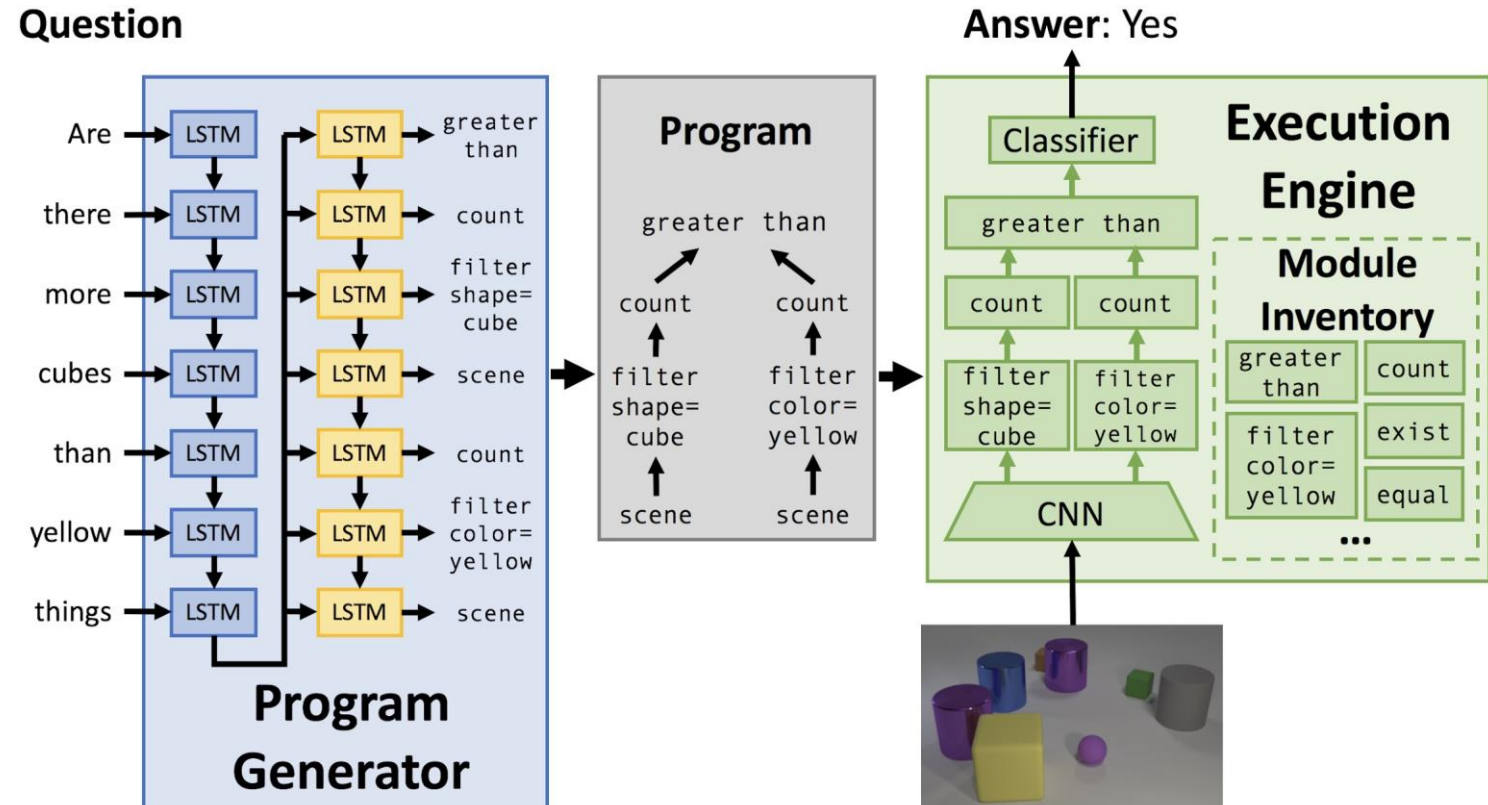 Question
Answer: Yes
Are
there
more
cubes
than
yellow
things
LSTM
LSTM
LSTM
LSTM
LSTM
LSTM
LSTM
LSTM
LSTM
LSTM
LSTM
LSTM
LSTM
LSTM
greater
than
count
filter
shape=
cube
scene
count
filter
color=
yellow
scene
Program
Generator
Program
greater than
count
count
filter
shape=
cube
filter
color=
yellow
scene
scene
Execution
Engine
Classifier
greater than
count
count
filter
shape=
cube
filter
color=
yellow
CNN
Module
Inventory
greater
than
count
filter
color=
yellow
exist
equal
...